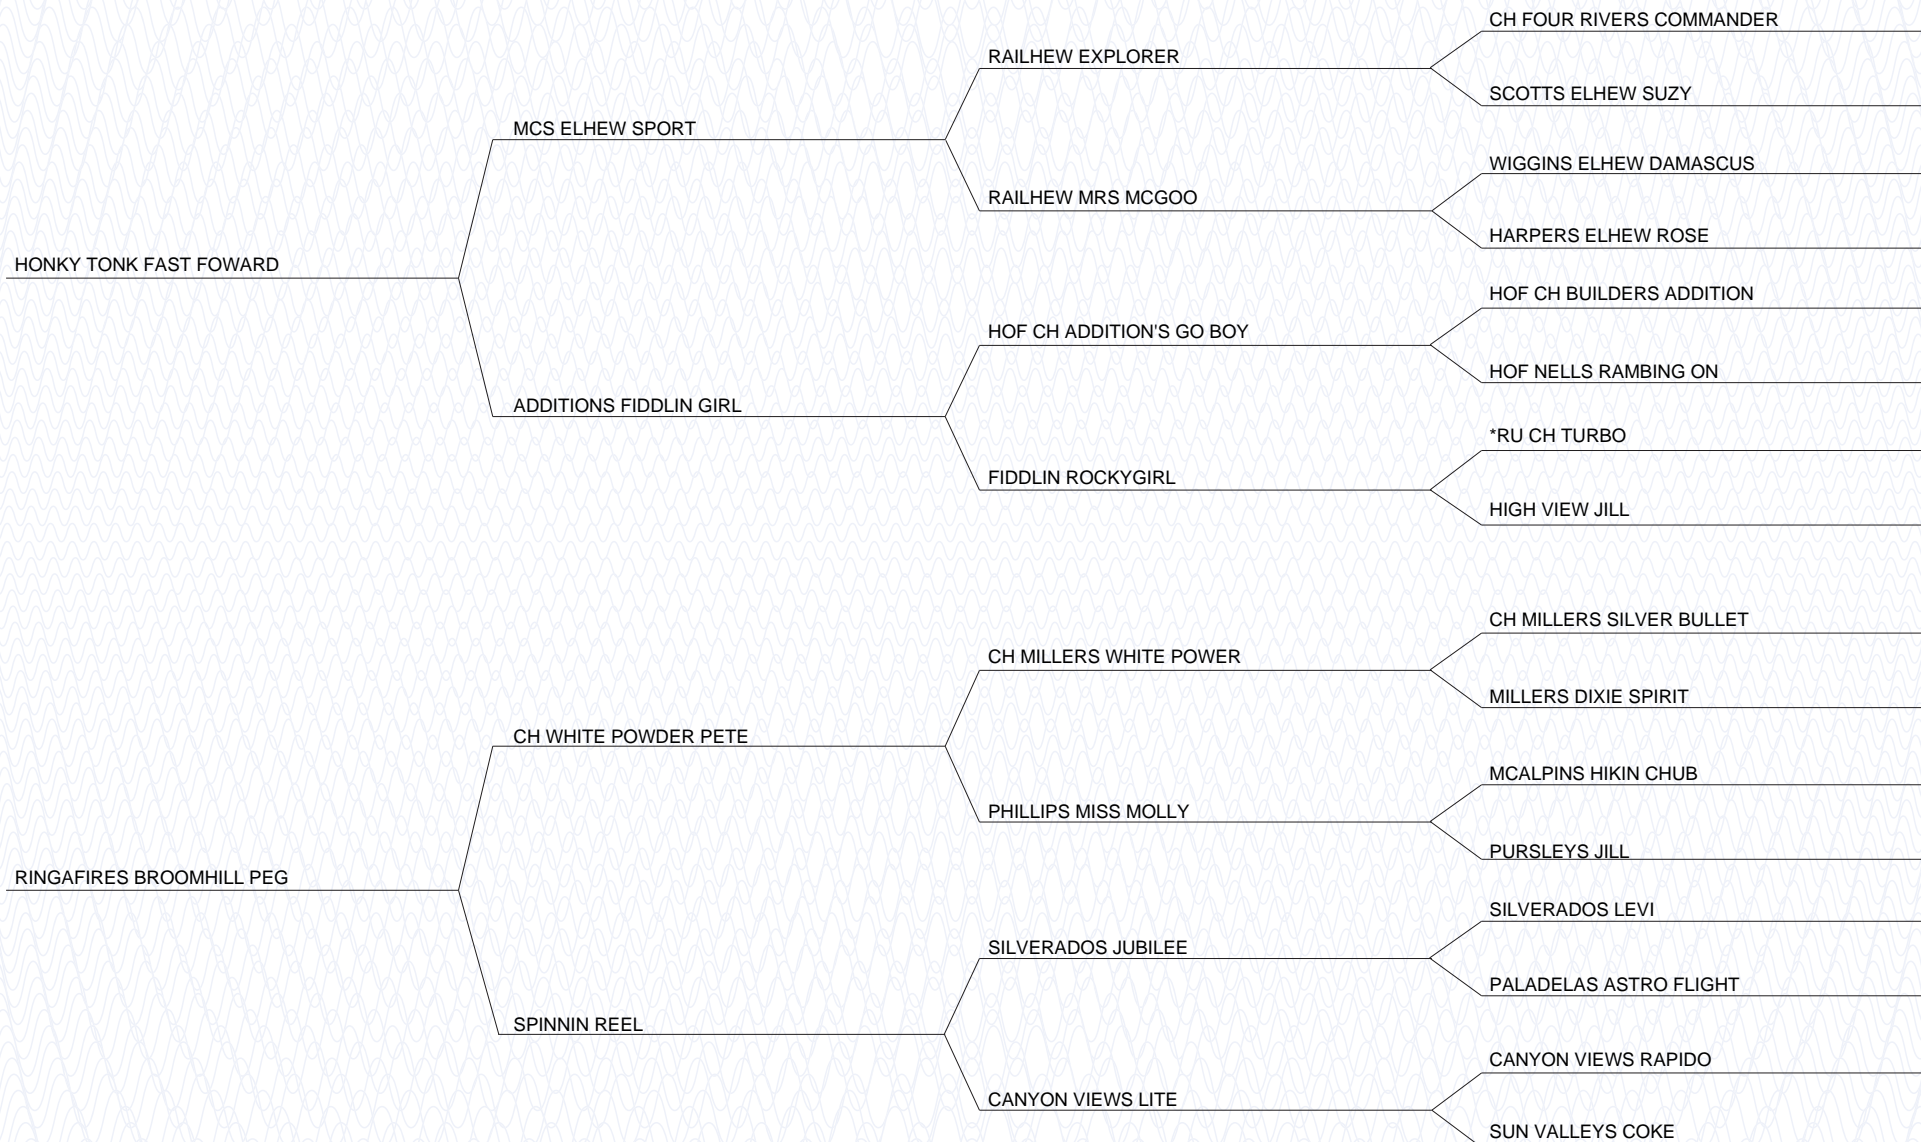 CH FOUR RIVERS COMMANDER
RAILHEW EXPLORER
SCOTTS ELHEW SUZY
MCS ELHEW SPORT
WIGGINS ELHEW DAMASCUS
RAILHEW MRS MCGOO
HARPERS ELHEW ROSE
HONKY TONK FAST FOWARD
HOF CH BUILDERS ADDITION
HOF CH ADDITION'S GO BOY
HOF NELLS RAMBING ON
ADDITIONS FIDDLIN GIRL
*RU CH TURBO
FIDDLIN ROCKYGIRL
HIGH VIEW JILL
CH MILLERS SILVER BULLET
CH MILLERS WHITE POWER
MILLERS DIXIE SPIRIT
CH WHITE POWDER PETE
MCALPINS HIKIN CHUB
PHILLIPS MISS MOLLY
PURSLEYS JILL
RINGAFIRES BROOMHILL PEG
SILVERADOS LEVI
SILVERADOS JUBILEE
PALADELAS ASTRO FLIGHT
SPINNIN REEL
CANYON VIEWS RAPIDO
CANYON VIEWS LITE
SUN VALLEYS COKE